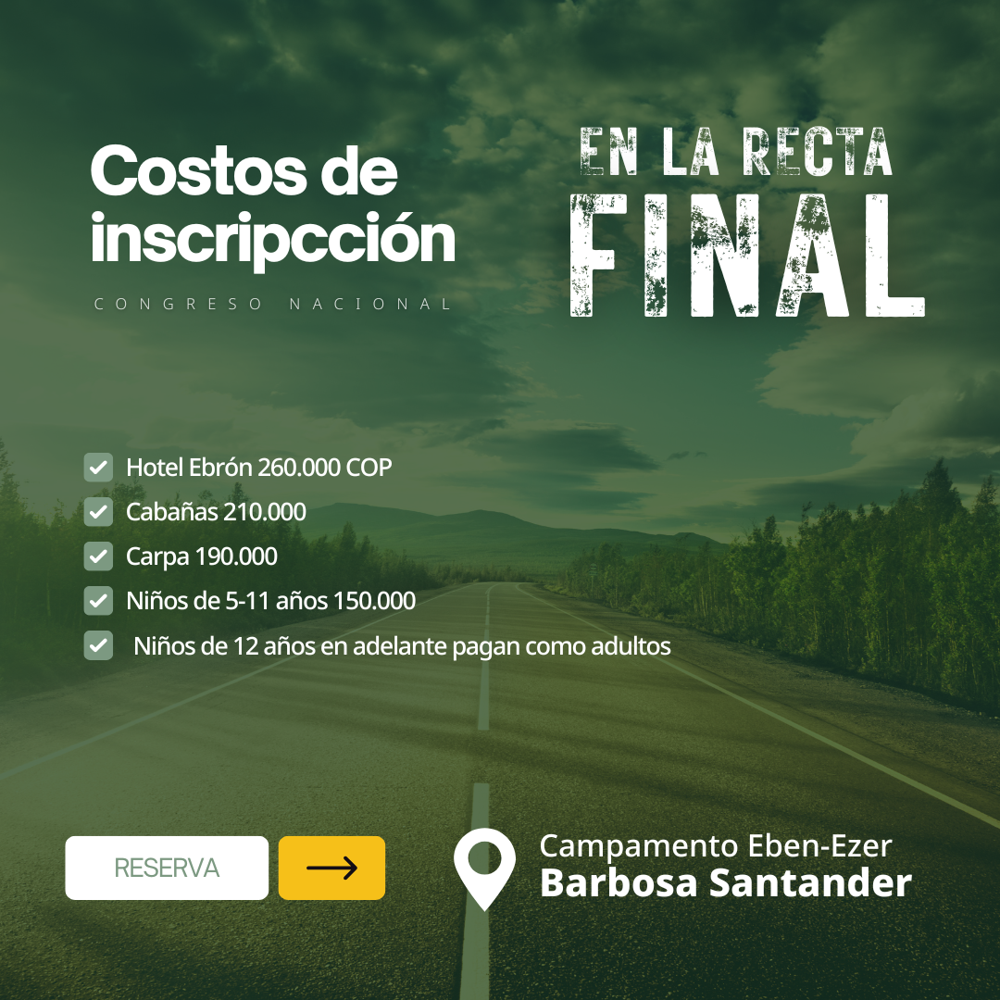 Costos de
inscripcción
CONGRESO NACIONAL
EN LA RECTA
FINAL
Hotel Ebrón 260.000 COP
Cabañas 210.000
Carpa 190.000
Niños de 5-11 años 150.000
Niños de 12 años en adelante pagan como adultos
RESERVA
Campamento Eben-Ezer
Barbosa Santander